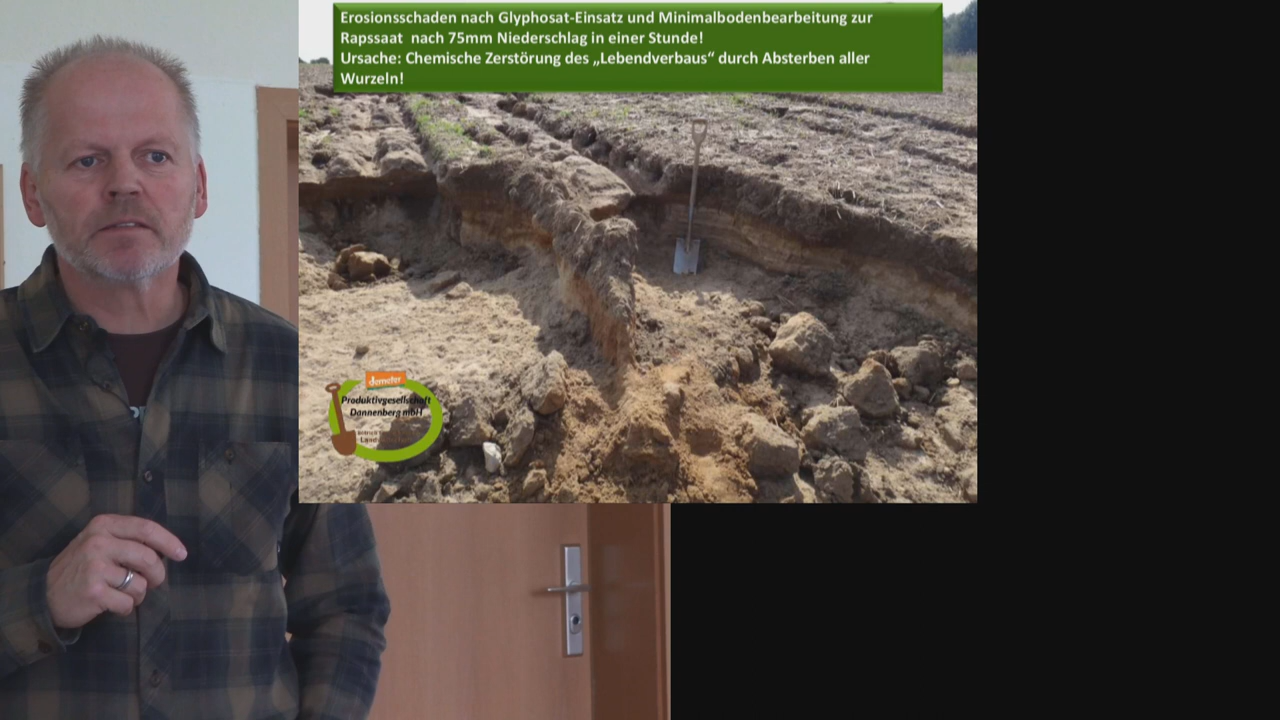 Erosionsschaden nach Glyphosat-Einsatz und Minimalbodenbearbeitung zur
Rapssaat nach 75mm Niederschlag in einer Stunde!
Ursache: Chemische Zerstörung des „Lebendverbaus“ durch Absterben aller
Wurzeln!
demeter
Produktivgesellschaft
Dannenberg mbH